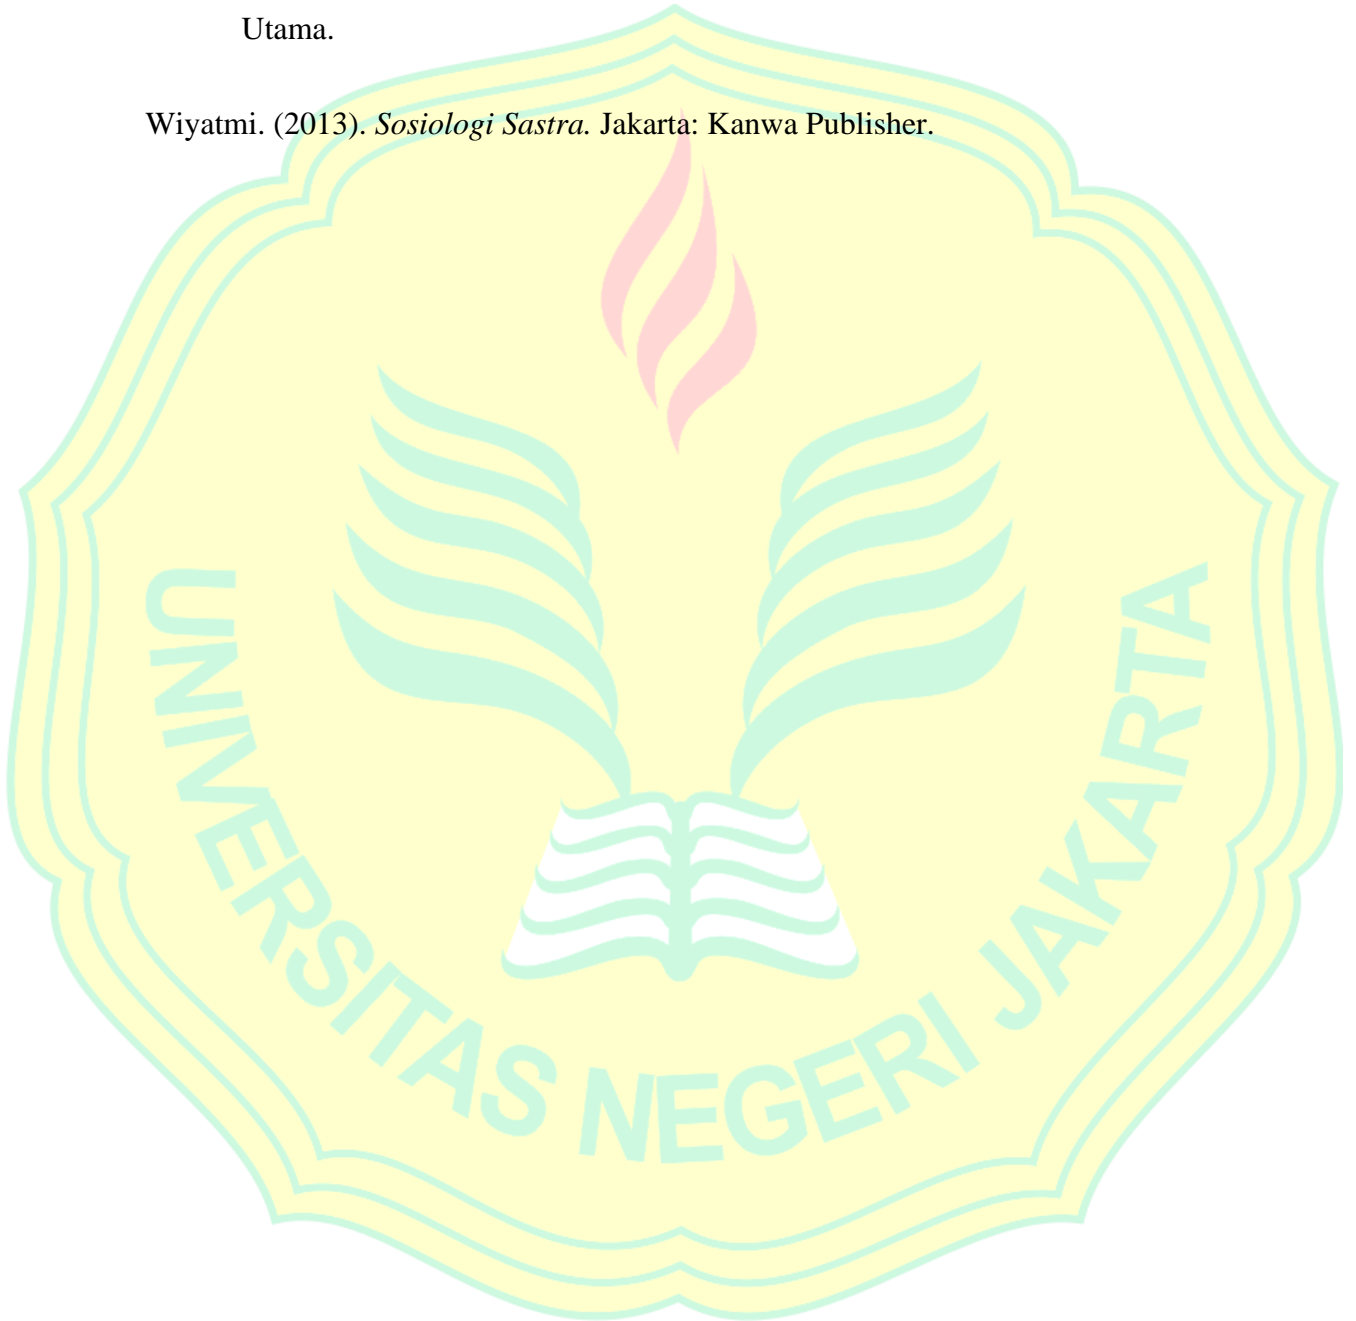 Utama.
Wiyatmi. (2013). Sosiologi Sastra. Jakarta: Kanwa Publisher.
UNIVERSITAS NEGERI JAKARTA